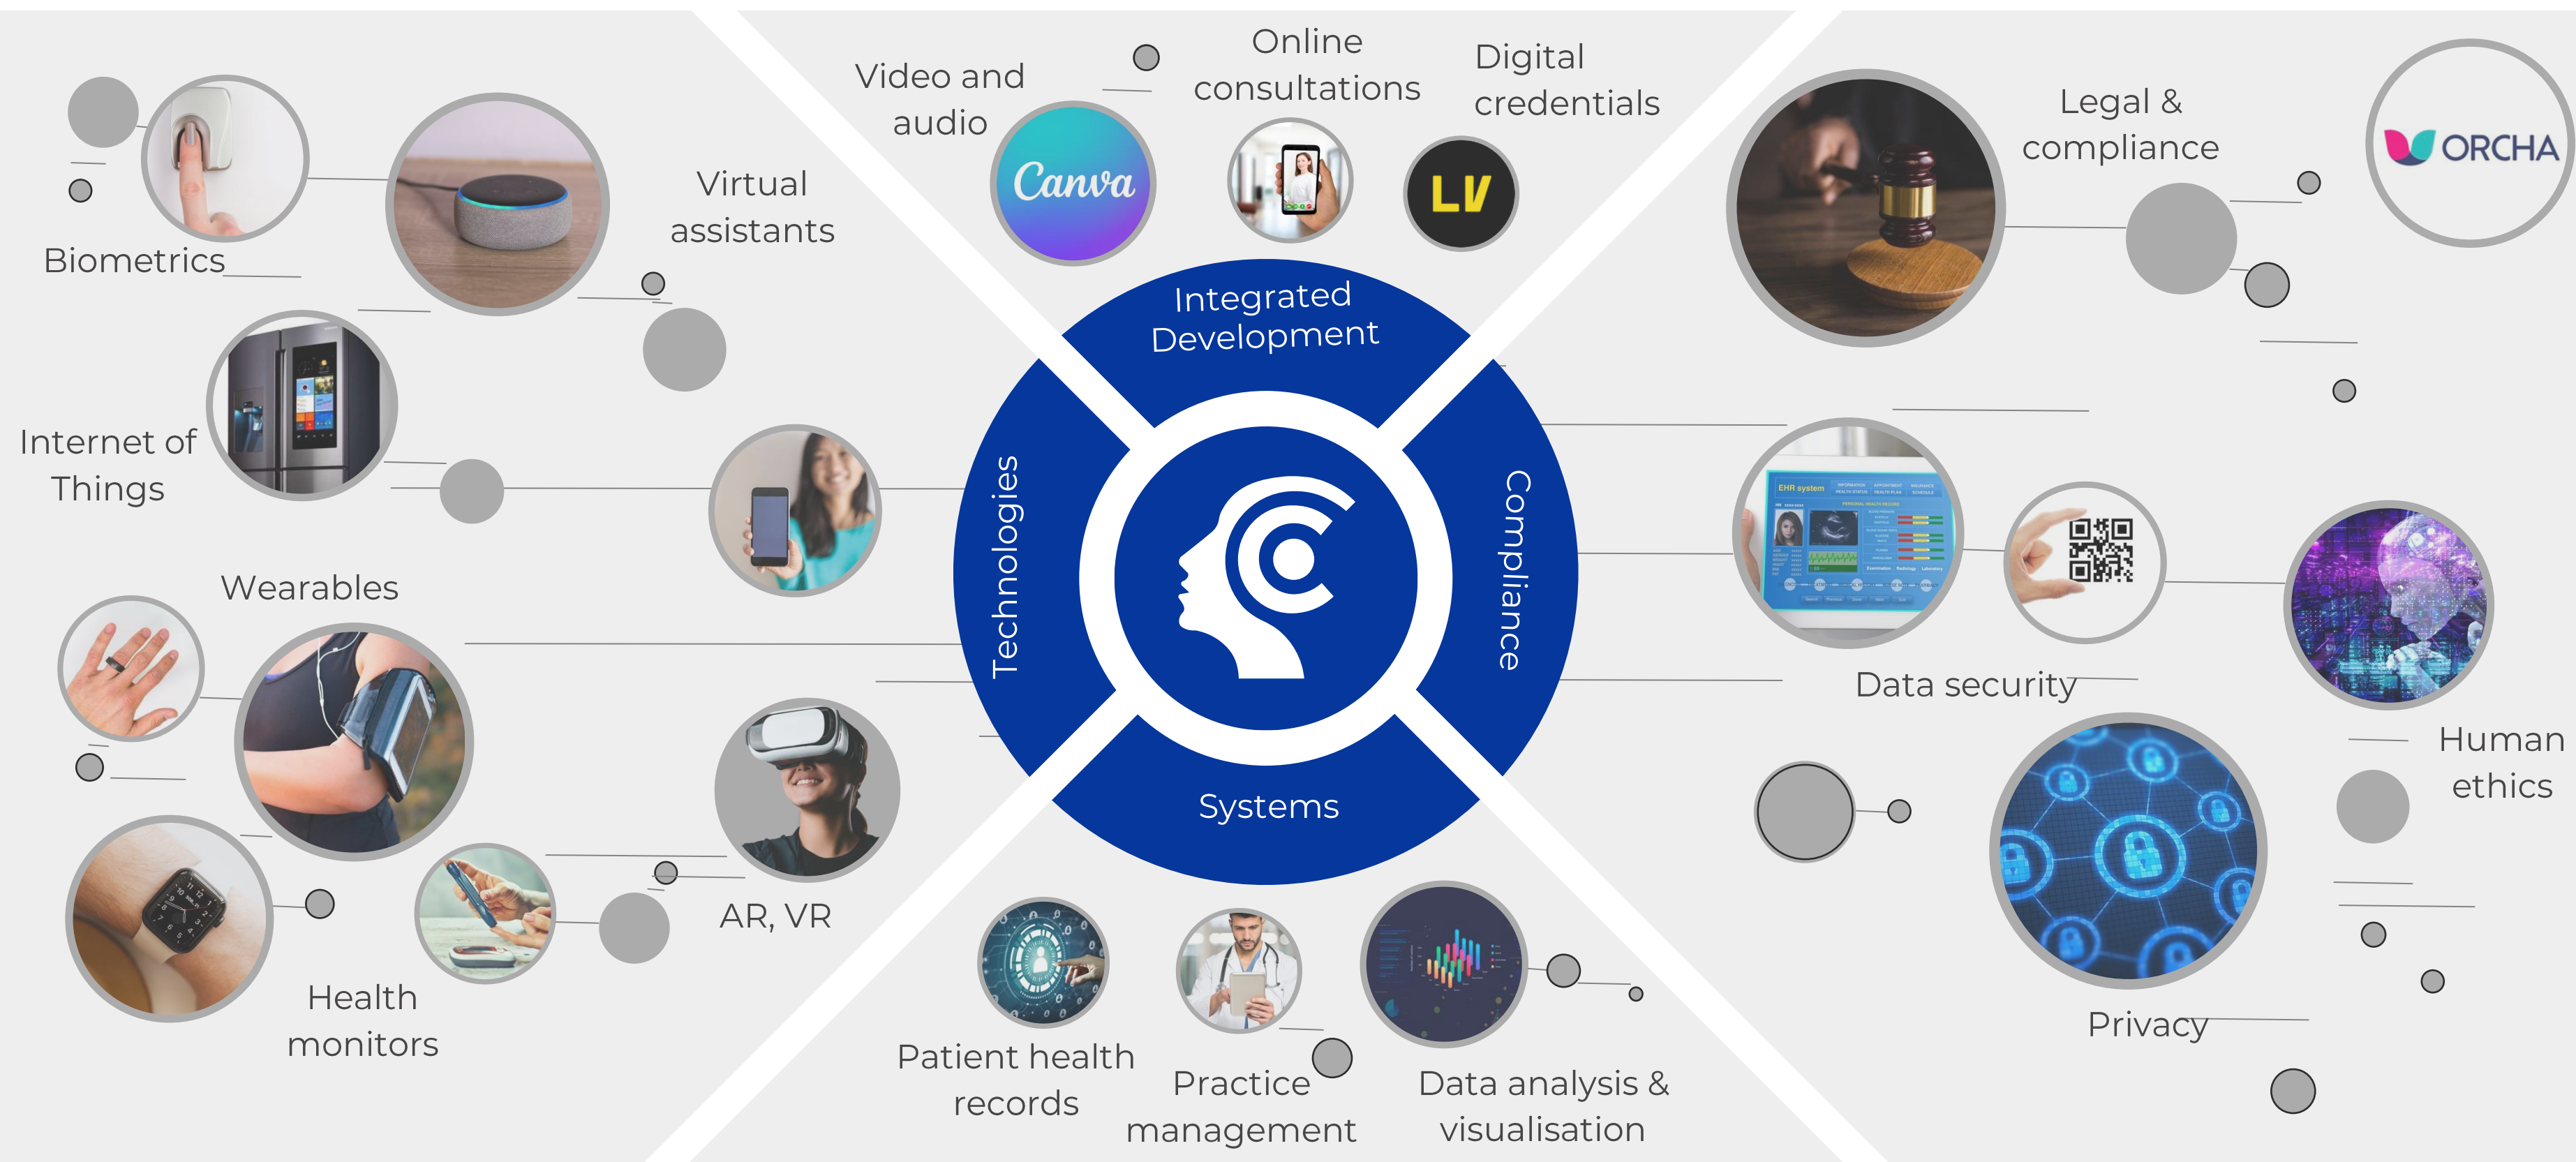 Biometrics
Virtual
assistants
Internet of
Things
Wearables
Health
monitors
AR, VR
Video and
audio
Canva
Online
consultations
Digital
credentials
LV
Integrated
Development
Technologies
Compliance
Systems
Legal &
compliance
ORCHA
EHR system
Data security
Human
ethics
Privacy
Patient health
records
Practice
management
Data analysis &
visualisation